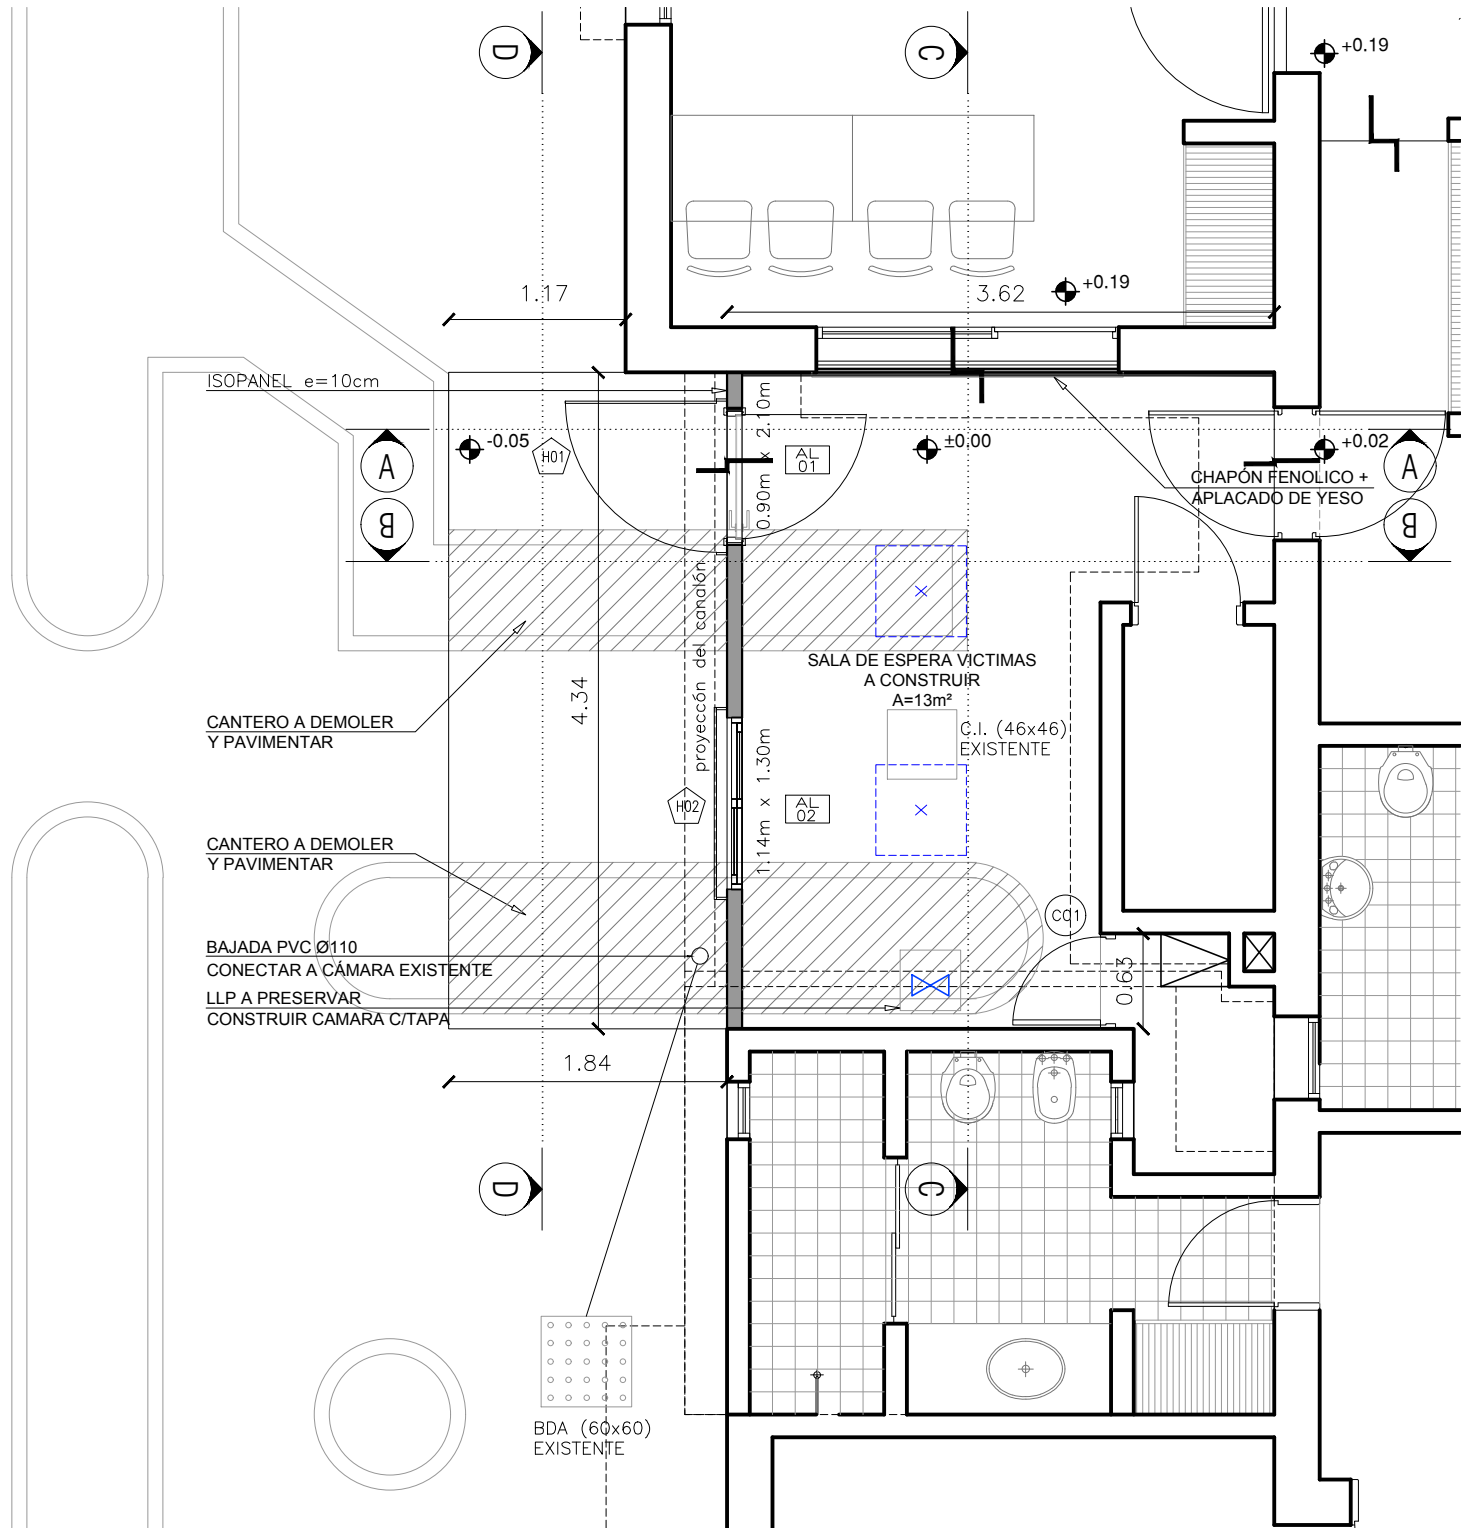 D
C
+0.19
+0.19
1.17
3.62
ISOPANEL e=10cm
-0.05
H01
0.90m x 2.10m
AL
01
±0.00
+0.02
A
B
A
B
CHAPÓN FENOLICO +
APLACADO DE YESO
proyeccón del canalón
4.34
SALA DE ESPERA VICTIMAS
A CONSTRUIR
A=13m²
C.I. (46x46)
EXISTENTE
CANTERO A DEMOLER
Y PAVIMENTAR
H02
1.14m x 1.30m
AL
02
CANTERO A DEMOLER
Y PAVIMENTAR
C01
BAJADA PVC Ø110
CONECTAR A CÁMARA EXISTENTE
LLP A PRESERVAR
CONSTRUIR CAMARA C/TAPA
0.63
1.84
D
C
BDA (60x60)
EXISTENTE